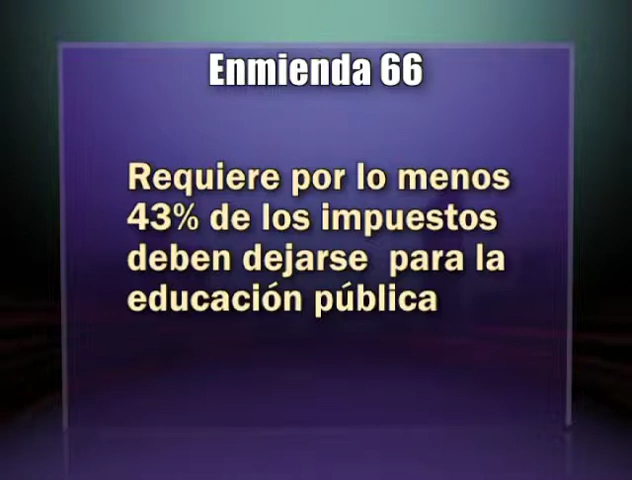 Enmienda 66
Requiere por lo menos
43% de los impuestos
deben dejarse para la
educación pública